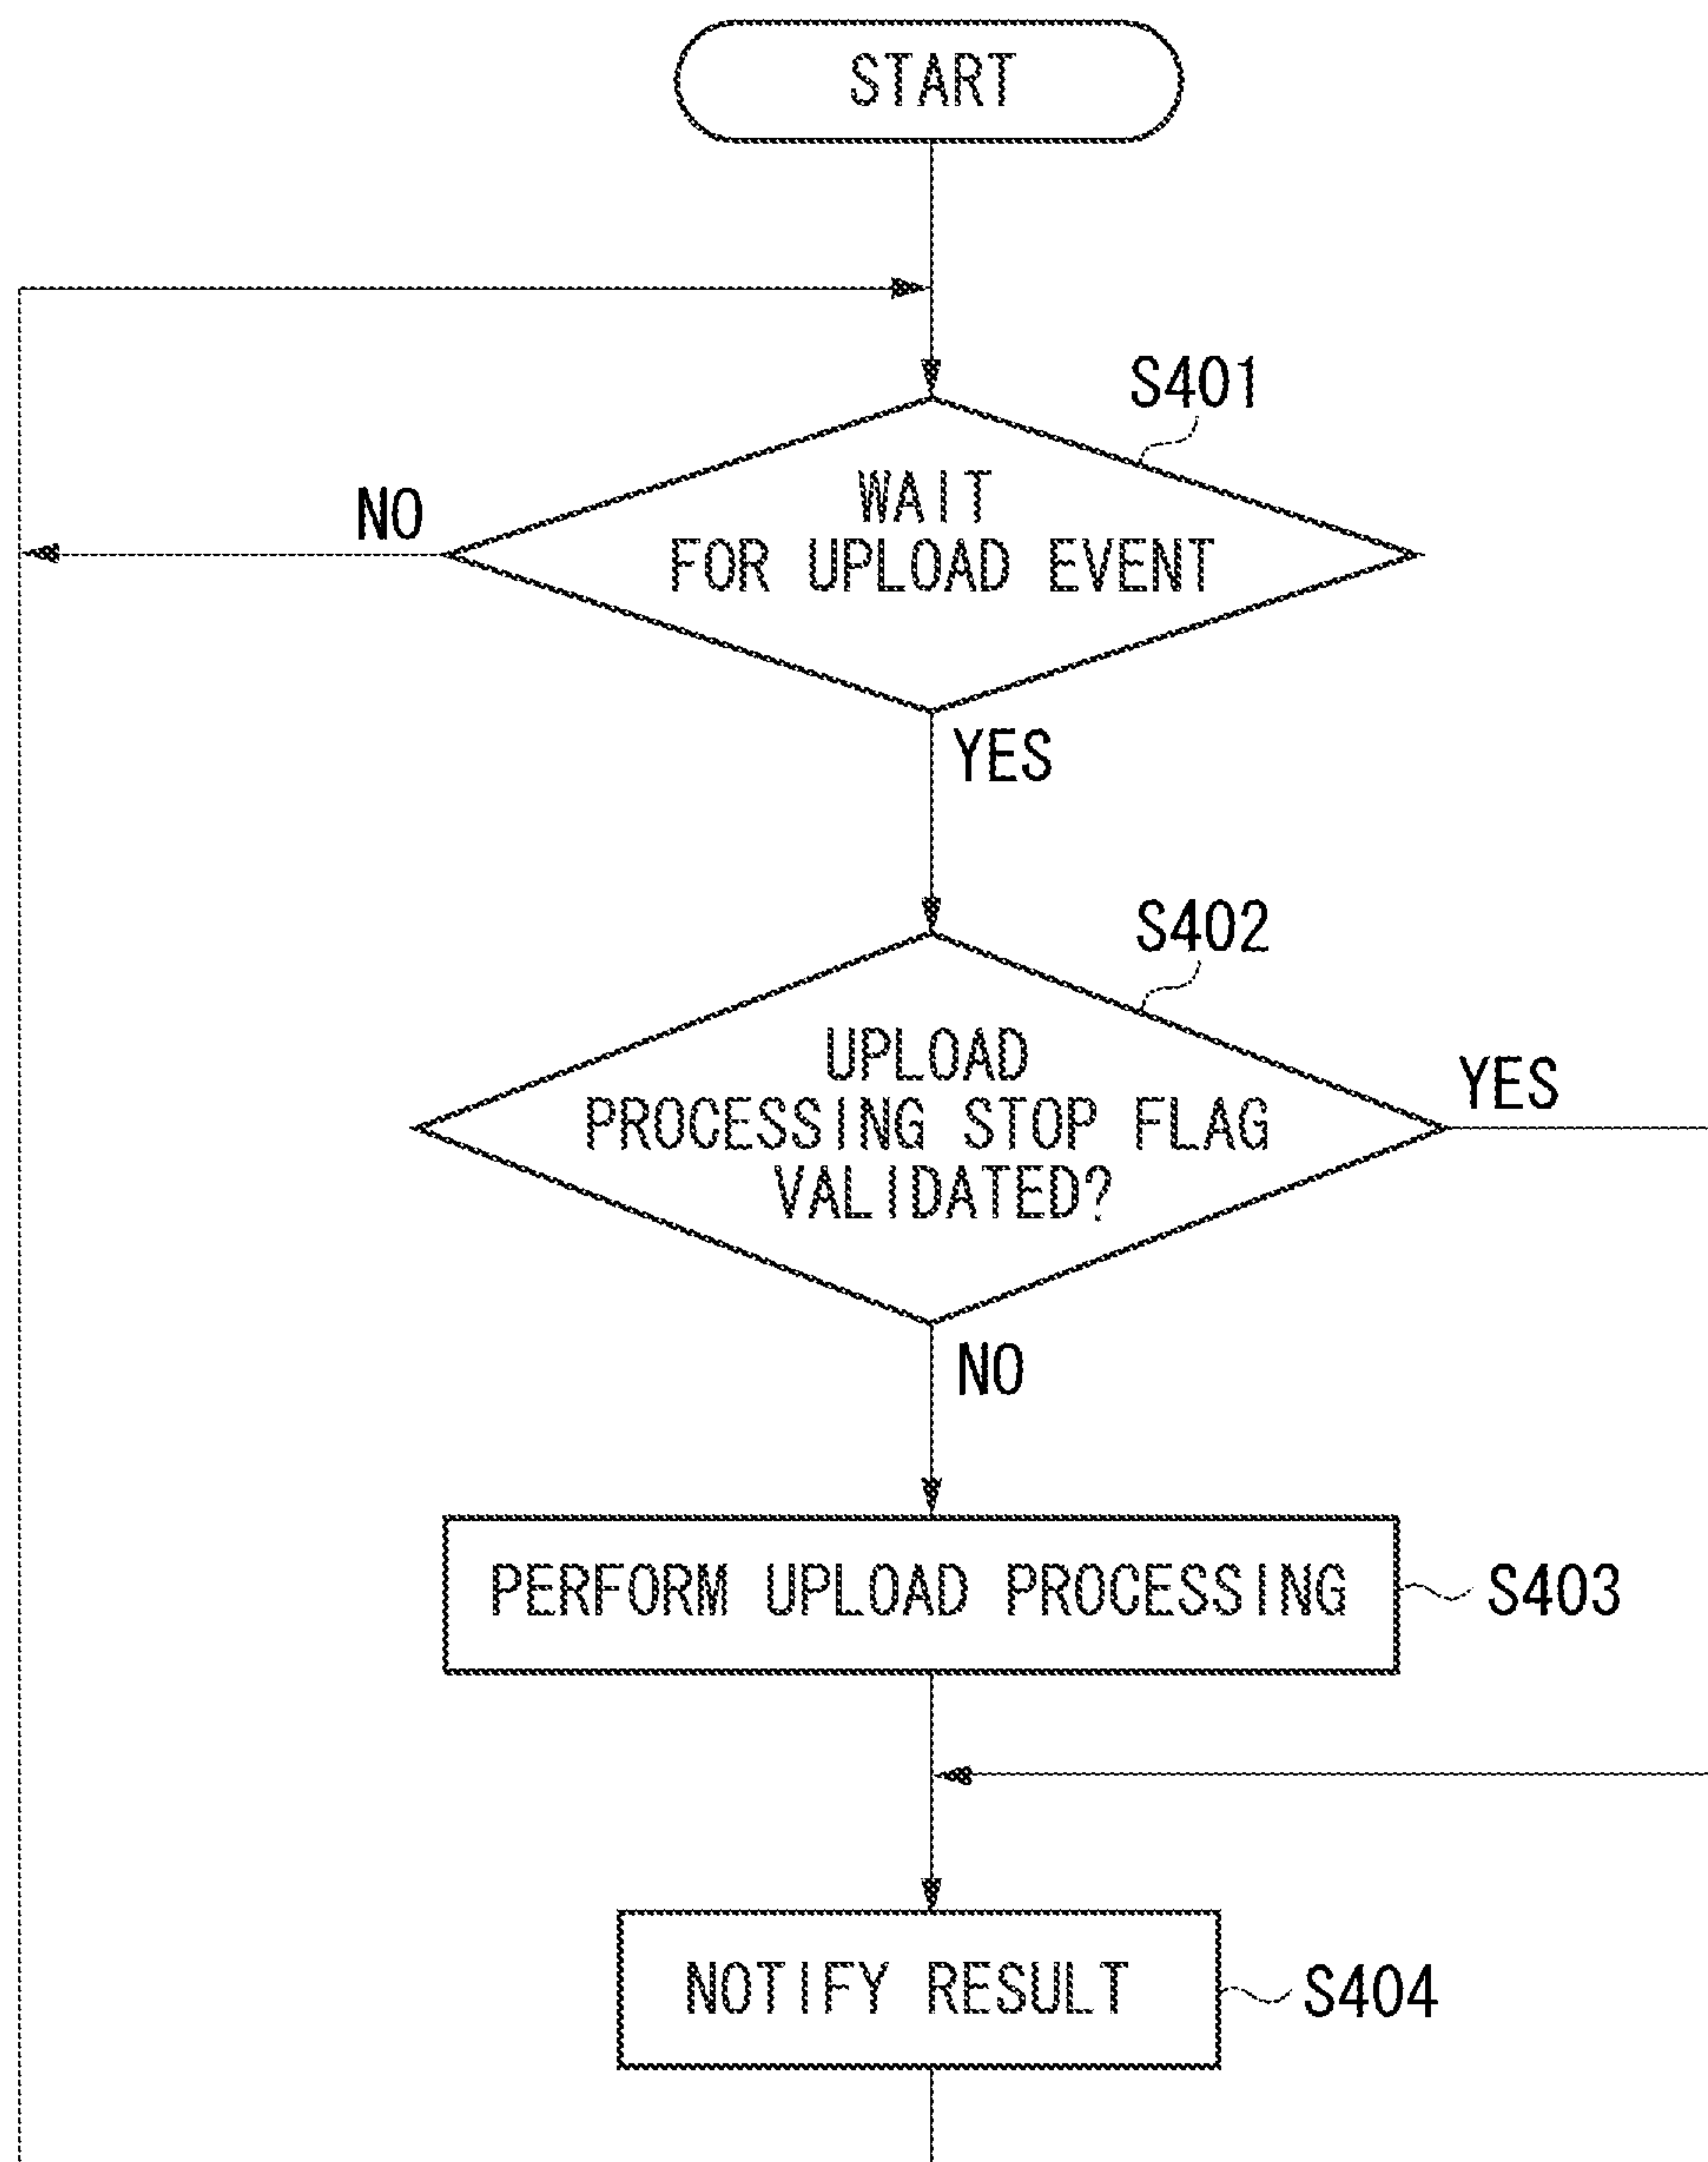 START
S401
WAIT
FOR UPLOAD EVENT
NO
YES
S402
UPLOAD
PROCESSING STOP FLAG
VALIDATED?
YES
NO
PERFORM UPLOAD PROCESSING
S403
NOTIFY RESULT
S404